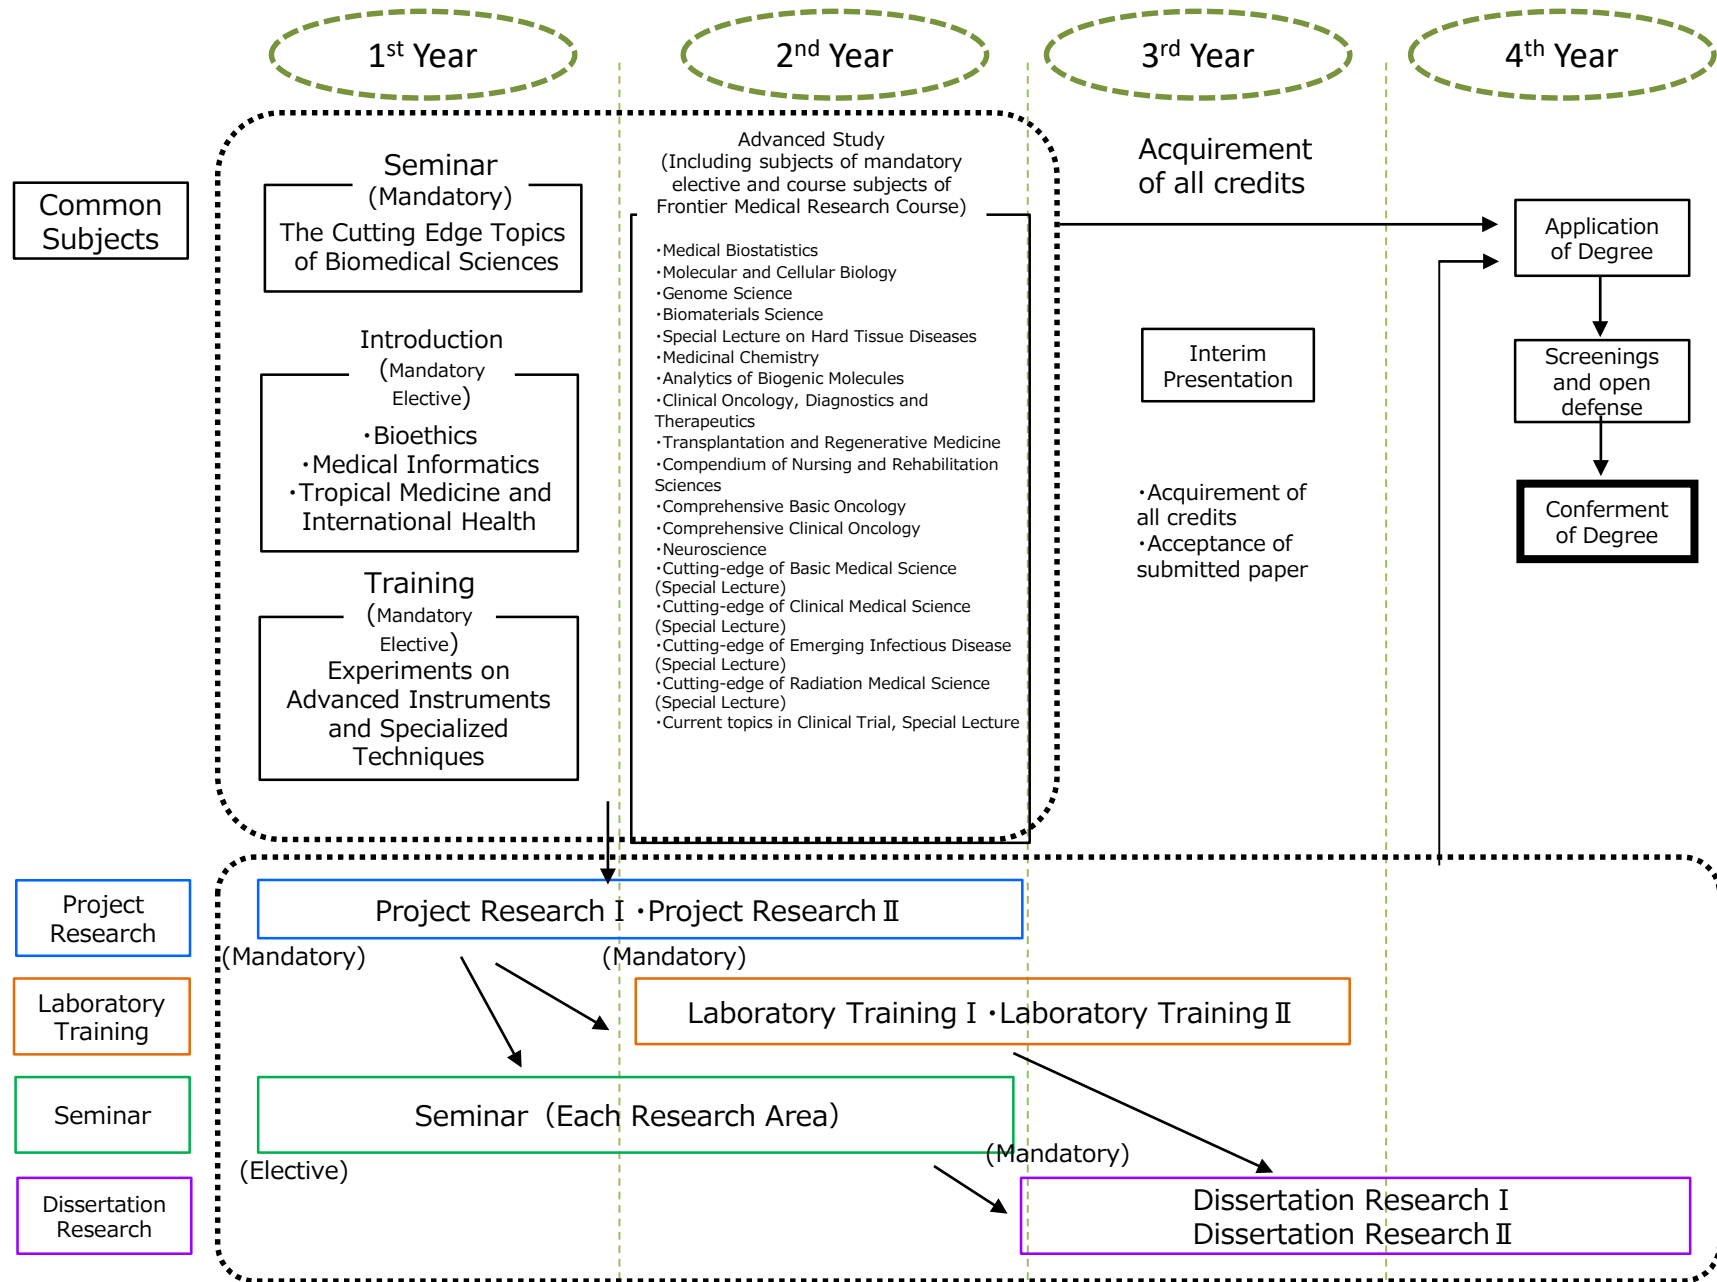 1st Year
2nd Year
3rd Year
4th Year
Common
Subjects
Seminar
(Mandatory)
The Cutting Edge Topics
of Biomedical Sciences
Introduction
(Mandatory
Elective)
・Bioethics
・Medical Informatics
・Tropical Medicine and
International Health
Training
(Mandatory
Elective)
Experiments on
Advanced Instruments
and Specialized
Techniques
Advanced Study
(Including subjects of mandatory
elective and course subjects of
Frontier Medical Research Course)
・Medical Biostatistics
・Molecular and Cellular Biology
・Genome Science
・Biomaterials Science
・Special Lecture on Hard Tissue Diseases
・Medicinal Chemistry
・Analytics of Biogenic Molecules
・Clinical Oncology, Diagnostics and
Therapeutics
・Transplantation and Regenerative Medicine
・Compendium of Nursing and Rehabilitation
Sciences
・Comprehensive Basic Oncology
・Comprehensive Clinical Oncology
・Neuroscience
・Cutting-edge of Basic Medical Science
(Special Lecture)
・Cutting-edge of Clinical Medical Science
(Special Lecture)
・Cutting-edge of Emerging Infectious Disease
(Special Lecture)
・Cutting-edge of Radiation Medical Science
(Special Lecture)
・Current topics in Clinical Trial, Special Lecture
Acquirement
of all credits
Interim
Presentation
・Acquirement of
all credits
・Acceptance of
submitted paper
Application
of Degree
Screenings
and open
defense
Conferment
of Degree
Project
Research
Project Research Ⅰ・Project Research Ⅱ
(Mandatory)
(Mandatory)
Laboratory
Training
Laboratory Training Ⅰ・Laboratory Training Ⅱ
Seminar
Seminar（Each Research Area）
(Elective)
(Mandatory)
Dissertation
Research
Dissertation Research Ⅰ
Dissertation Research Ⅱ